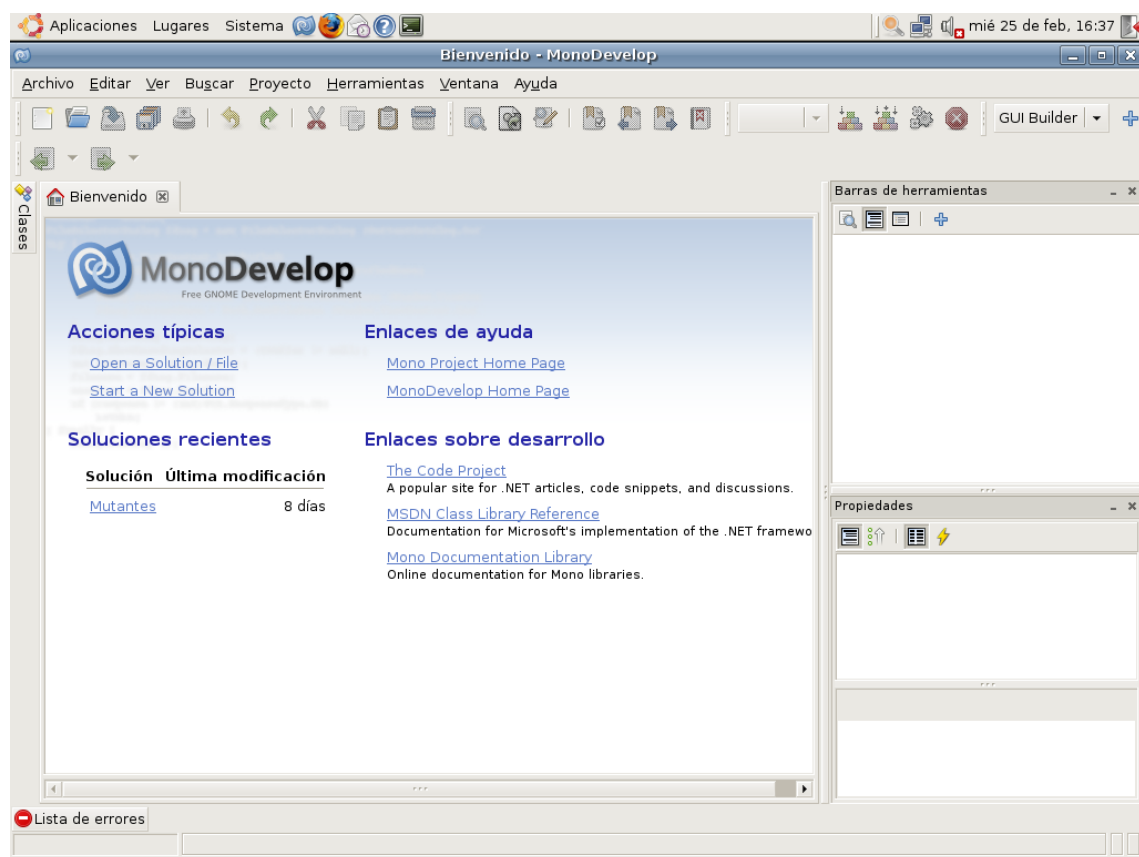 Aplicaciones Lugares Sistema mié 25 de feb, 16:37
Bienvenido - MonoDevelop
Archivo Editar Ver Buscar Proyecto Herramientas Ventana Ayuda
GUI Builder
Clases
Bienvenido
Barras de herramientas
MonoDevelop
Free GNOME Development Environment
Acciones típicas
Open a Solution / File
Start a New Solution
Enlaces de ayuda
Mono Project Home Page
MonoDevelop Home Page
Soluciones recientes
Solución Última modificación
Mutantes 8 días
Enlaces sobre desarrollo
The Code Project
A popular site for .NET articles, code snippets, and discussions.
MSDN Class Library Reference
Documentation for Microsoft's implementation of the .NET framewo
Mono Documentation Library
Online documentation for Mono libraries.
Propiedades
Lista de errores